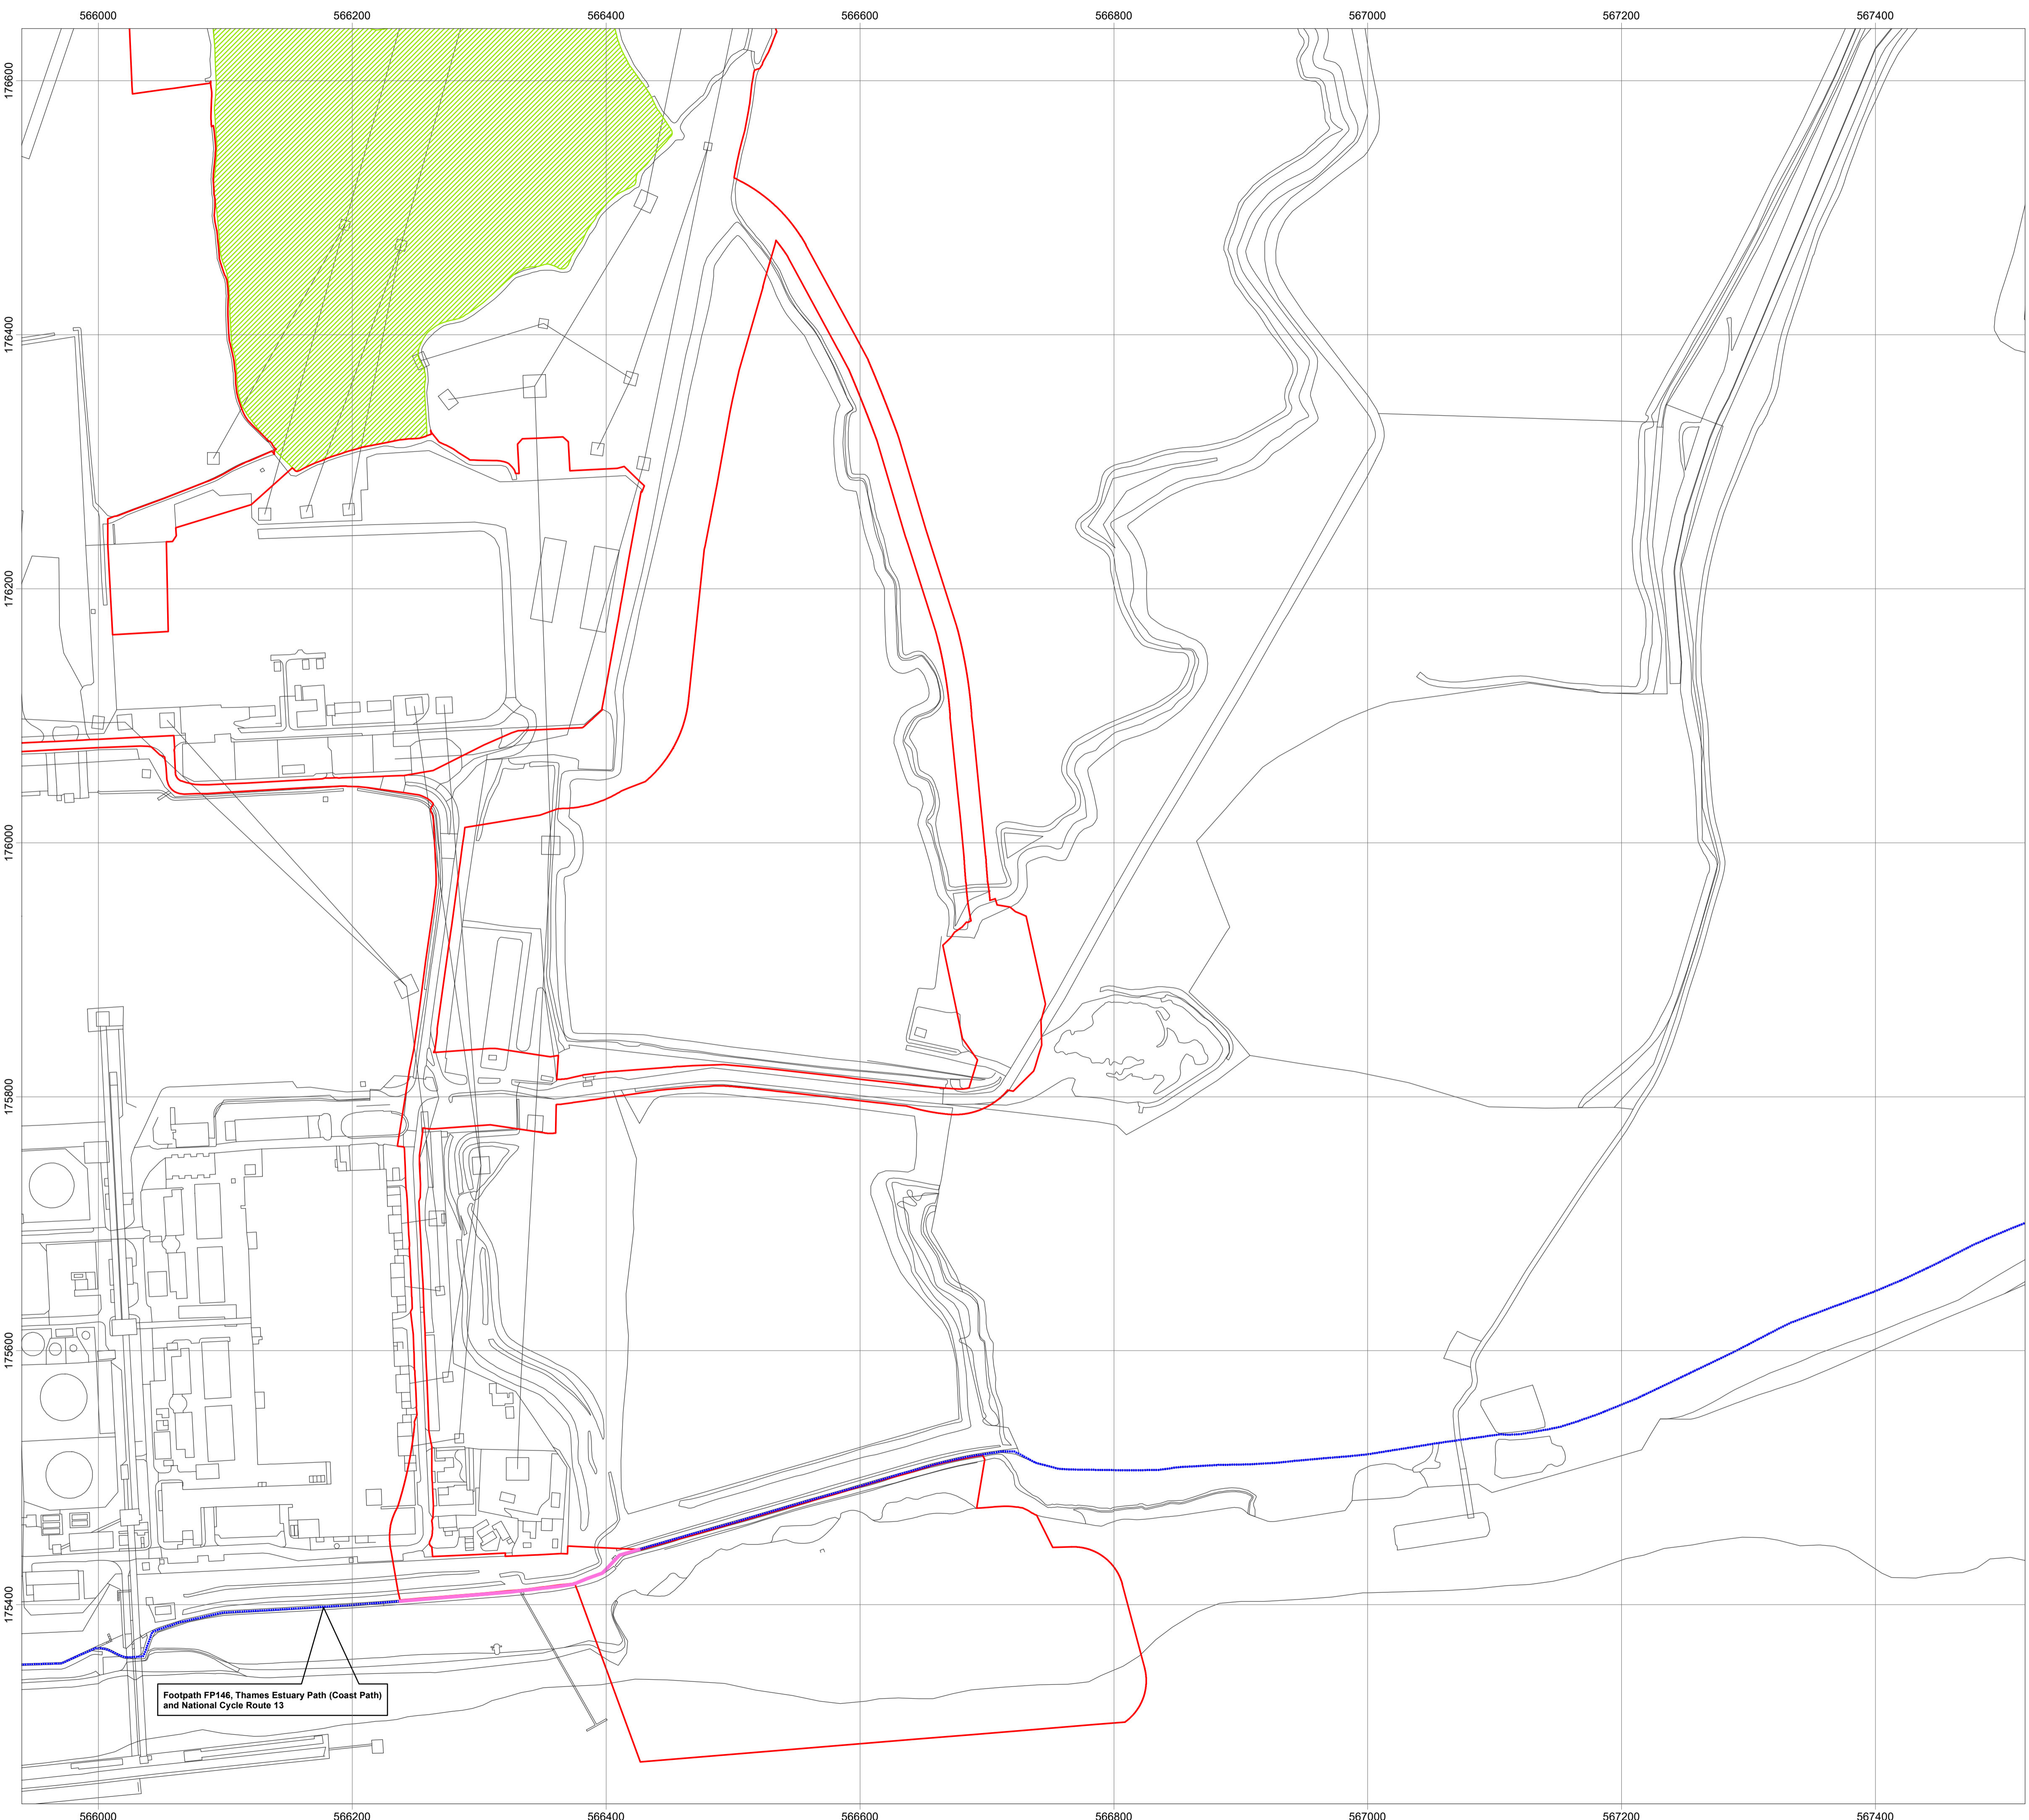 566000 566200 566400 566600 566800 567000 567200 567400
176600
176400
176200
176000
175800
175600
175400
Footpath FP146, Thames Estuary Path (Coast Path)
and National Cycle Route 13
566000 566200 566400 566600 566800 567000 567200 567400